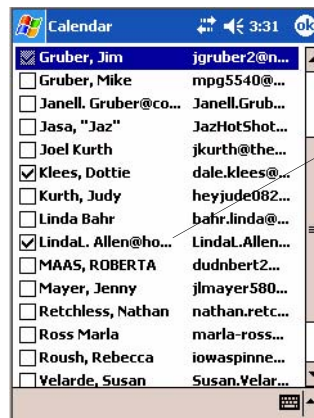 Calendar 3:31 ok
Gruber, Jim jgruber2@n...
Gruber, Mike mpg5540@...
Janell. Gruber@co... Janell.Grub...
Jasa, "Jaz" JazHotShot...
Joel Kurth jkurth@the...
Klees, Dottie dale.klees@...
Kurth, Judy heyjude082...
Linda Bahr bahr.linda@...
LindaL. Allen@ho... LindaL.Allen...
MAAS, ROBERTA dudnbert2...
Mayer, Jenny jlmayer580...
Retchless, Nathan nathan.retc...
Ross Marla marla-ross...
Roush, Rebecca iowaspinne...
Velarde, Susan Susan.Velar...